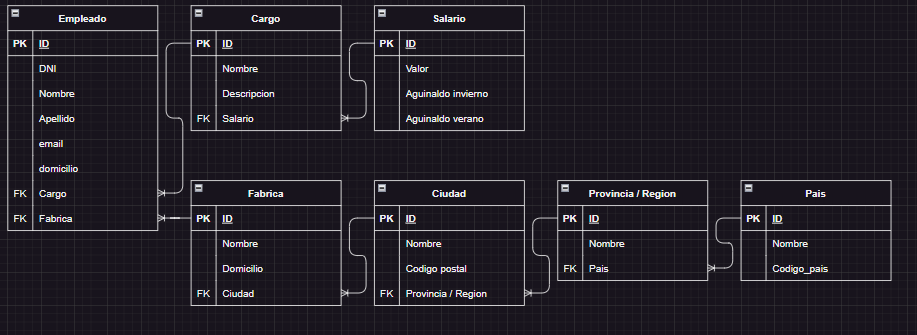 Empleado
PK ID
DNI
Nombre
Apellido
email
domicilio
FK Cargo
FK Fabrica
Cargo
PK ID
Nombre
Descripcion
FK Salario
Salario
PK ID
Valor
Aguinaldo invierno
Aguinaldo verano
Fabrica
PK ID
Nombre
Domicilio
FK Ciudad
Ciudad
PK ID
Nombre
Codigo postal
FK Provincia / Region
Provincia / Region
PK ID
Nombre
FK Pais
Pais
PK ID
Nombre
Codigo_pais